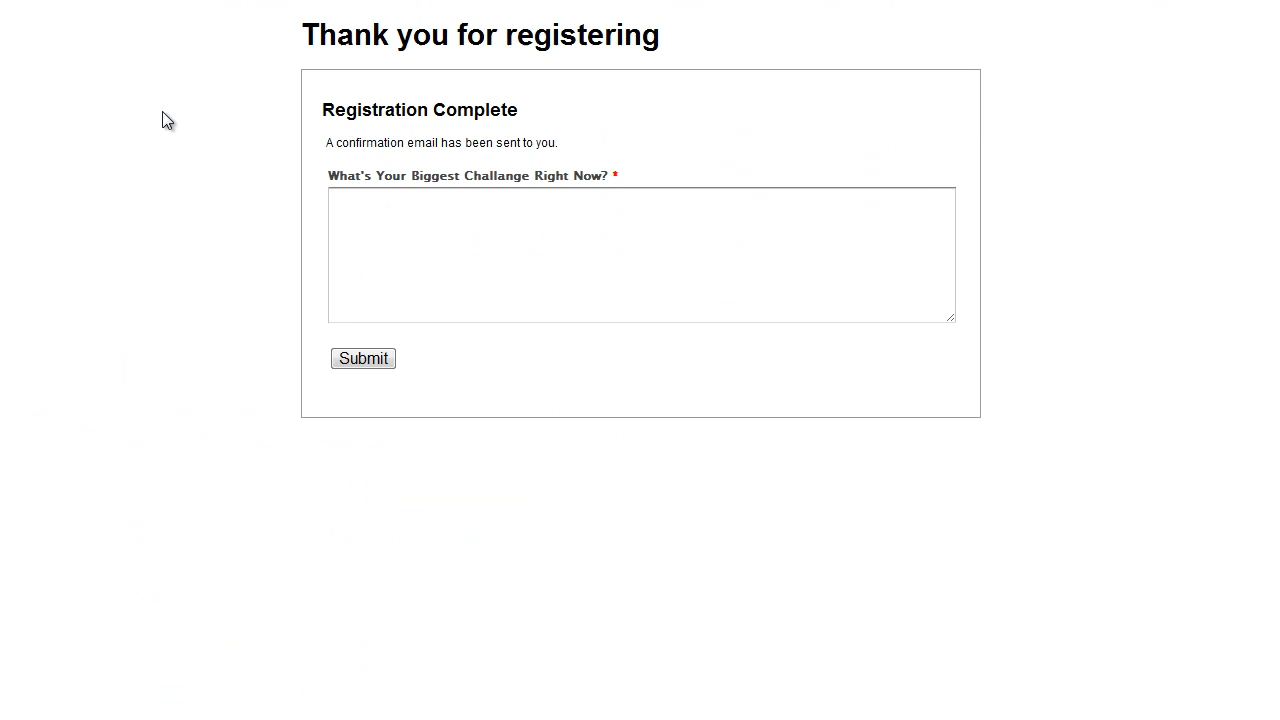 Thank you for registering
Registration Complete
A confirmation email has been sent to you.
What's Your Biggest Challange Right Now? *
Submit